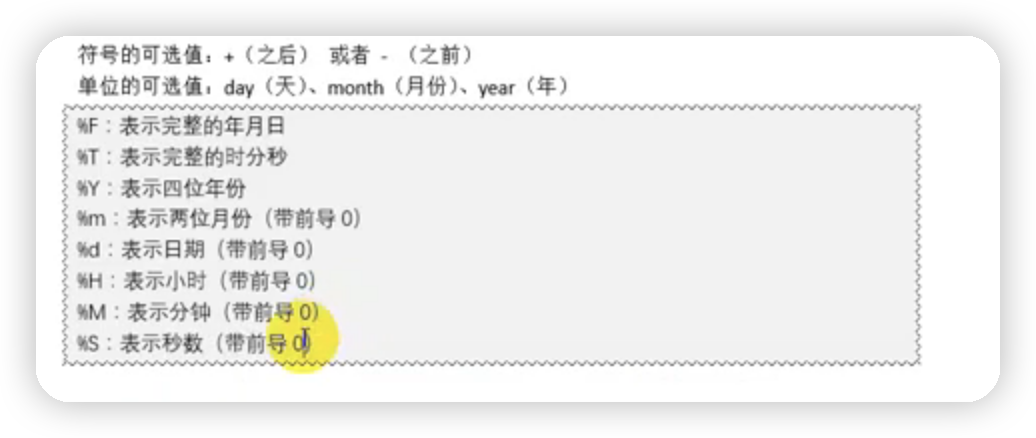 符号的可选值：+（之后） 或者 - （之前）
单位的可选值：day（天）、month（月份）、year（年）
%F：表示完整的年月日
%T：表示完整的时分秒
%Y：表示四位年份
%m：表示两位月份（带前导 0）
%d：表示日期（带前导 0）
%H：表示小时（带前导 0）
%M：表示分钟（带前导 0）
%S：表示秒数（带前导 0）